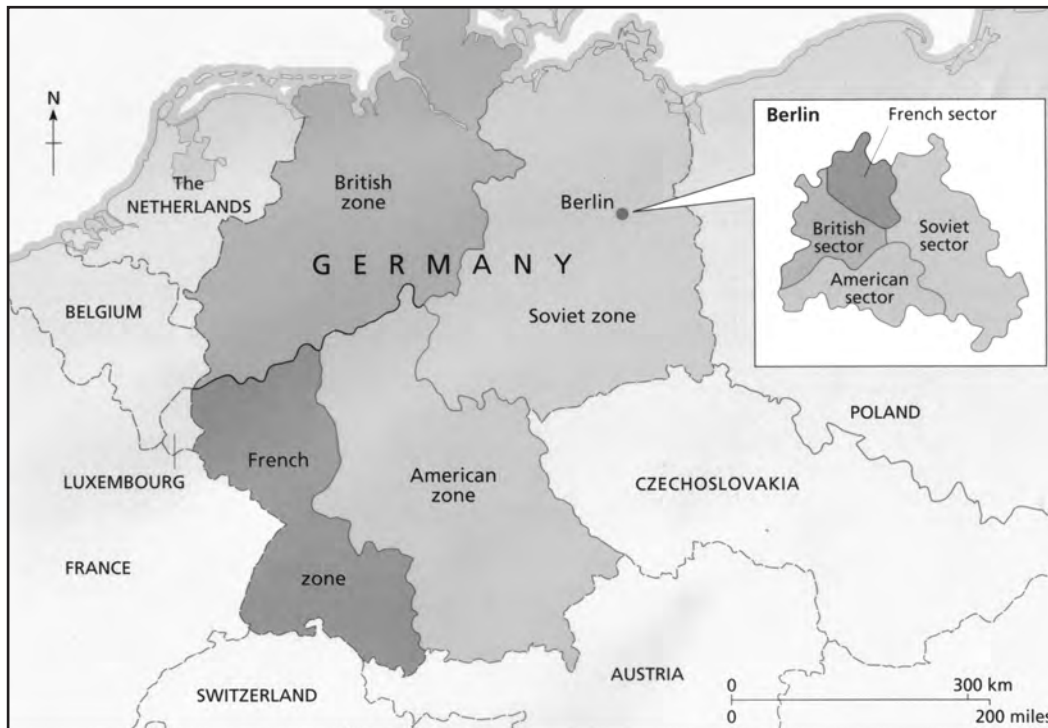 N
The
NETHERLANDS
British
zone
Berlin
GERMANY
BELGIUM
Soviet zone
LUXEMBOURG
French
American
zone
CZECHOSLOVAKIA
POLAND
FRANCE
zone
SWITZERLAND
AUSTRIA
0 300 km
0 200 miles
Berlin
French sector
British
sector
Soviet
sector
American
sector